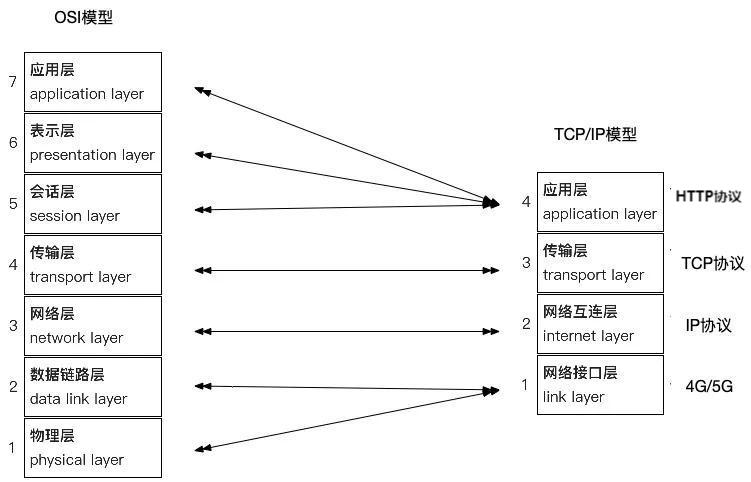 OSI模型
7
应用层
application layer
6
表示层
presentation layer
5
会话层
session layer
4
传输层
transport layer
3
网络层
network layer
2
数据链路层
data link layer
1
物理层
physical layer
TCP/IP模型
4
应用层
application layer
HTTP协议
3
传输层
transport layer
TCP协议
2
网络互连层
internet layer
IP协议
1
网络接口层
link layer
4G/5G